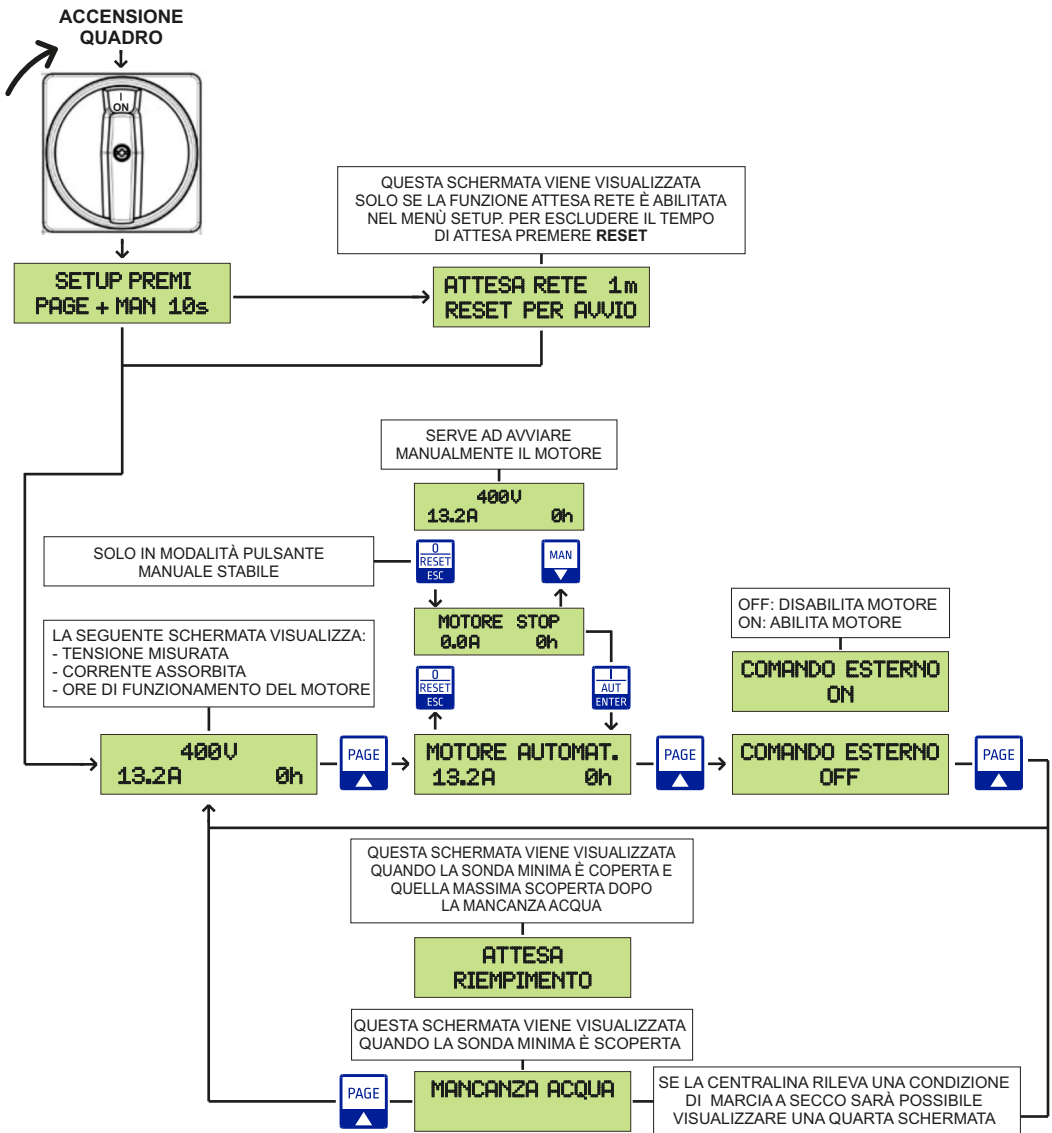 ACCENSIONE
QUADRO
I
ON
QUESTA SCHERMATA VIENE VISUALIZZATA
SOLO SE LA FUNZIONE ATTESA RETE È ABILITATA
NEL MENÙ SETUP. PER ESCLUDERE IL TEMPO
DI ATTESA PREMERE RESET
SETUP PREMI
PAGE + MAN 10s
ATTESA RETE 1m
RESET PER AVVIO
SERVE AD AVVIARE
MANUALMENTE IL MOTORE
400V
13.2A 0h
SOLO IN MODALITÀ PULSANTE
MANUALE STABILE
0
RESET
ESC
MAN
MOTORE STOP
0.0A 0h
OFF: DISABILITA MOTORE
ON: ABILITA MOTORE
LA SEGUENTE SCHERMATA VISUALIZZA:
- TENSIONE MISURATA
- CORRENTE ASSORBITA
- ORE DI FUNZIONAMENTO DEL MOTORE
0
RESET
ESC
I
AUT
ENTER
COMANDO ESTERNO
ON
400V
13.2A 0h
PAGE
MOTORE AUTOMAT.
13.2A 0h
PAGE
COMANDO ESTERNO
OFF
PAGE
QUESTA SCHERMATA VIENE VISUALIZZATA
QUANDO LA SONDA MINIMA È COPERTA E
QUELLA MASSIMA SCOPERTA DOPO
LA MANCANZA ACQUA
ATTESA
RIEMPIMENTO
QUESTA SCHERMATA VIENE VISUALIZZATA
QUANDO LA SONDA MINIMA È SCOPERTA
PAGE
MANCANZA ACQUA
SE LA CENTRALINA RILEVA UNA CONDIZIONE
DI MARCIA A SECCO SARÀ POSSIBILE
VISUALIZZARE UNA QUARTA SCHERMATA